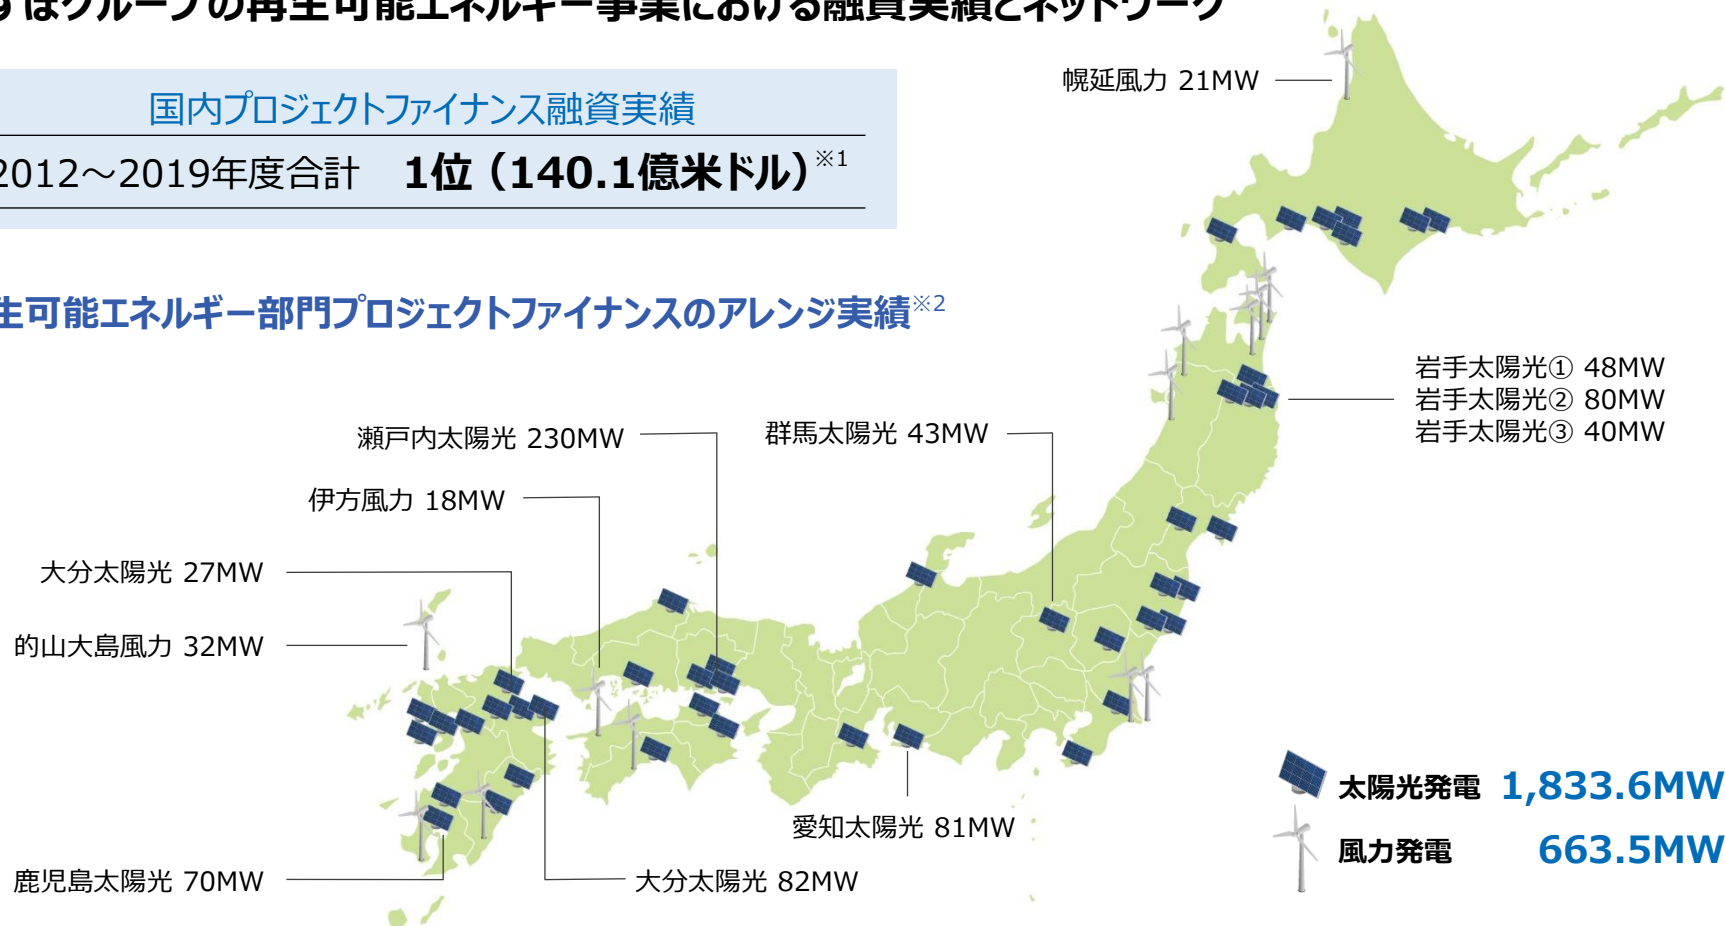 ずほグループの再生可能エネルギー事業における融資実績とネットワーク
国内プロジェクトファイナンス融資実績
2012～2019年度合計　1位（140.1億米ドル）※1
生可能エネルギー部門プロジェクトファイナンスのアレンジ実績※2
幌延風力 21MW
岩手太陽光① 48MW
岩手太陽光② 80MW
岩手太陽光③ 40MW
瀬戸内太陽光 230MW
群馬太陽光 43MW
伊方風力 18MW
大分太陽光 27MW
的山大島風力 32MW
愛知太陽光 81MW
鹿児島太陽光 70MW
大分太陽光 82MW
太陽光発電 1,833.6MW
風力発電 663.5MW